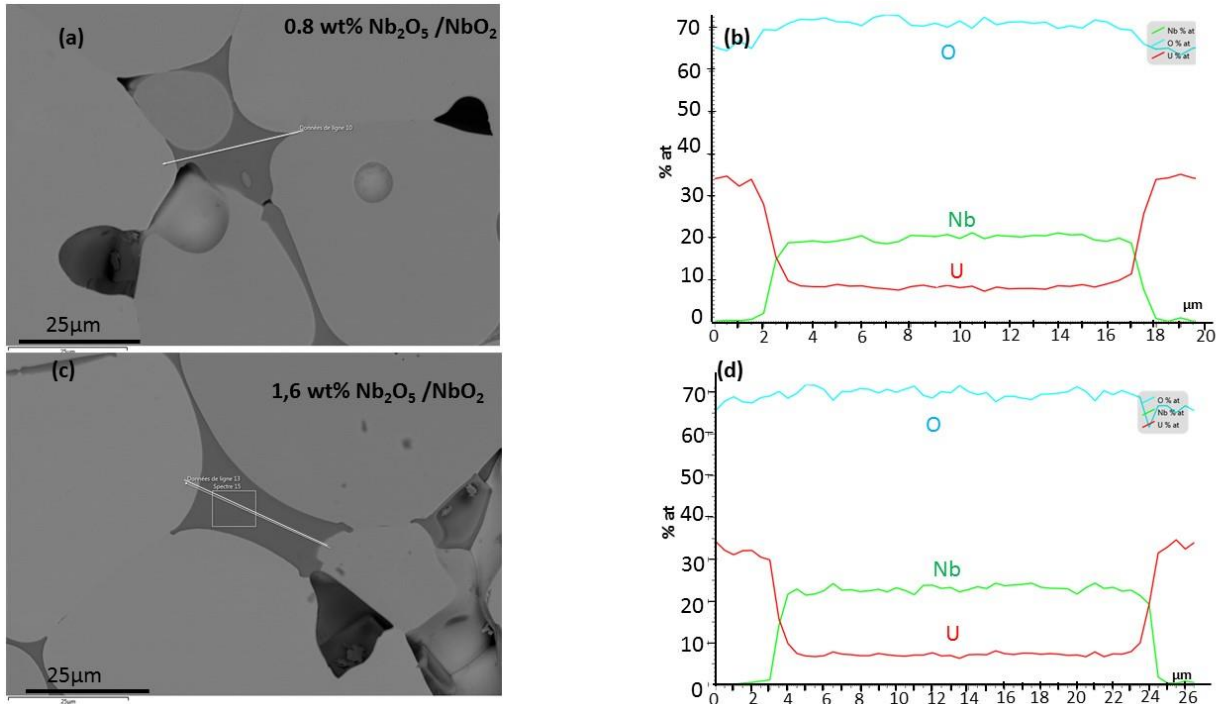 (a)
0.8 wt% Nb₂O₅ /NbO₂
Données de ligne 10
25µm
25µm
(b)
70
60
50
40
30
20
10
0
% at
O
Nb
U
Nb % at
O % at
U % at
µm
0 2 4 6 8 10 12 14 16 18 20
(c)
1,6 wt% Nb₂O₅ /NbO₂
Données de ligne 13
Spectre 15
25µm
25µm
(d)
70
60
50
40
30
20
10
0
% at
O
Nb
U
O % at
Nb % at
U % at
µm
0 2 4 6 8 10 12 14 16 18 20 22 24 26